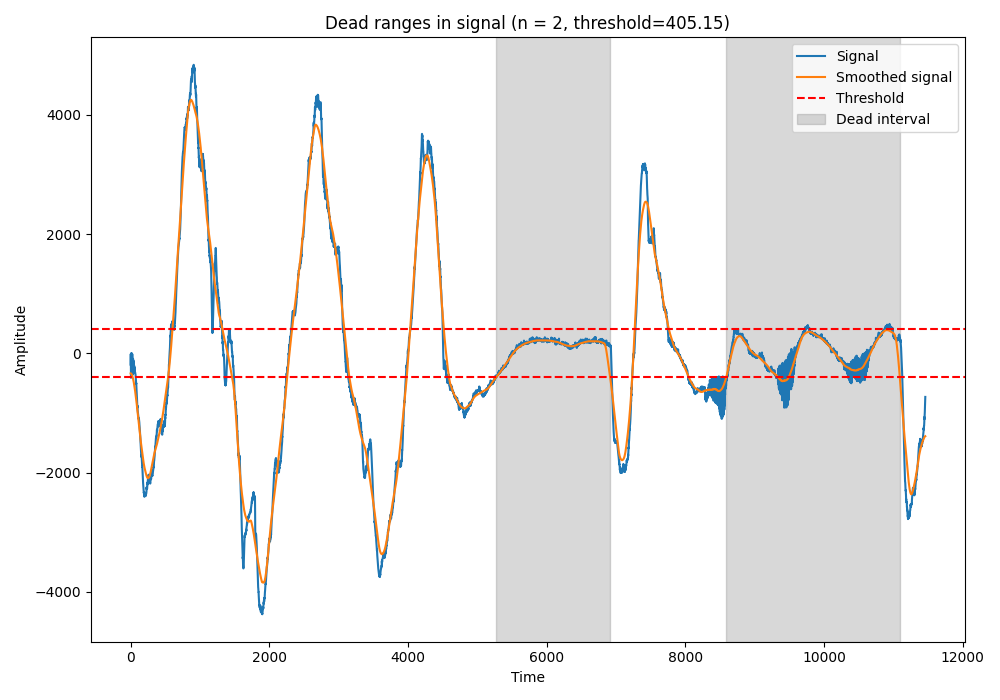 Dead ranges in signal (n = 2, threshold=405.15)
Signal
Smoothed signal
Threshold
Dead interval
Amplitude
4000
2000
0
−2000
−4000
0 2000 4000 6000 8000 10000 12000
Time